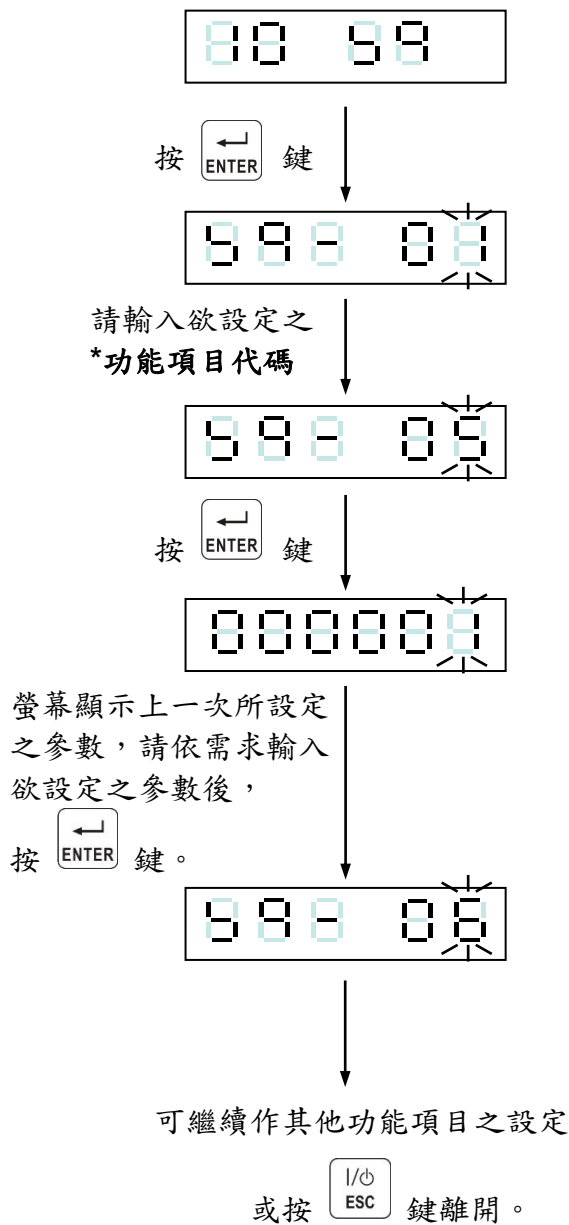 10 59
按 ENTER 鍵
59- 01
請輸入欲設定之
*功能項目代碼
59- 05
按 ENTER 鍵
000001
螢幕顯示上一次所設定
之參數，請依需求輸入
欲設定之參數後，
按 ENTER 鍵。
59- 06
可繼續作其他功能項目之設定
或按 I/⏻ ESC 鍵離開。